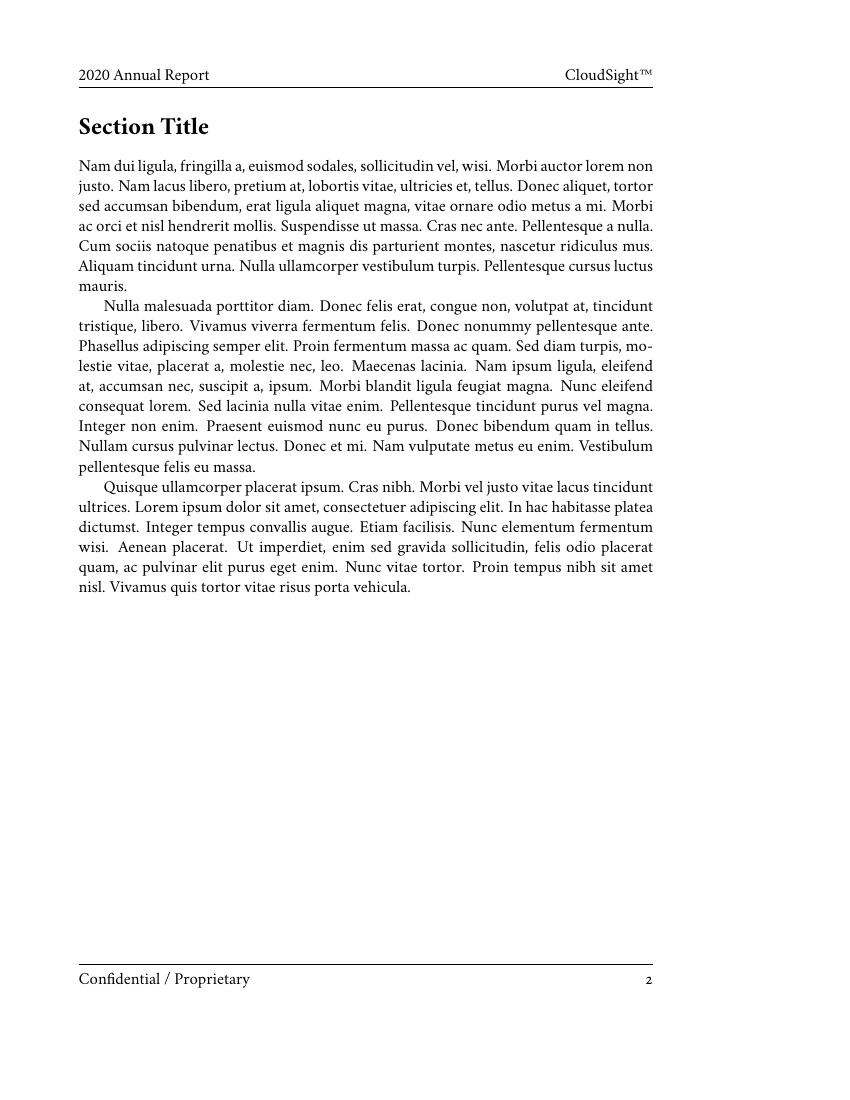 2020 Annual Report
CloudSight™
Section Title
Nam dui ligula, fringilla a, euismod sodales, sollicitudin vel, wisi. Morbi auctor lorem non
justo. Nam lacus libero, pretium at, lobortis vitae, ultricies et, tellus. Donec aliquet, tortor
sed accumsan bibendum, erat ligula aliquet magna, vitae ornare odio metus a mi. Morbi
ac orci et nisl hendrerit mollis. Suspendisse ut massa. Cras nec ante. Pellentesque a nulla.
Cum sociis natoque penatibus et magnis dis parturient montes, nascetur ridiculus mus.
Aliquam tincidunt urna. Nulla ullamcorper vestibulum turpis. Pellentesque cursus luctus
mauris.
Nulla malesuada porttitor diam. Donec felis erat, congue non, volutpat at, tincidunt
tristique, libero. Vivamus viverra fermentum felis. Donec nonummy pellentesque ante.
Phasellus adipiscing semper elit. Proin fermentum massa ac quam. Sed diam turpis, mo-
lestie vitae, placerat a, molestie nec, leo. Maecenas lacinia. Nam ipsum ligula, eleifend
at, accumsan nec, suscipit a, ipsum. Morbi blandit ligula feugiat magna. Nunc eleifend
consequat lorem. Sed lacinia nulla vitae enim. Pellentesque tincidunt purus vel magna.
Integer non enim. Praesent euismod nunc eu purus. Donec bibendum quam in tellus.
Nullam cursus pulvinar lectus. Donec et mi. Nam vulputate metus eu enim. Vestibulum
pellentesque felis eu massa.
Quisque ullamcorper placerat ipsum. Cras nibh. Morbi vel justo vitae lacus tincidunt
ultrices. Lorem ipsum dolor sit amet, consectetuer adipiscing elit. In hac habitasse platea
dictumst. Integer tempus convallis augue. Etiam facilisis. Nunc elementum fermentum
wisi. Aenean placerat. Ut imperdiet, enim sed gravida sollicitudin, felis odio placerat
quam, ac pulvinar elit purus eget enim. Nunc vitae tortor. Proin tempus nibh sit amet
nisl. Vivamus quis tortor vitae risus porta vehicula.
Confidential / Proprietary
2